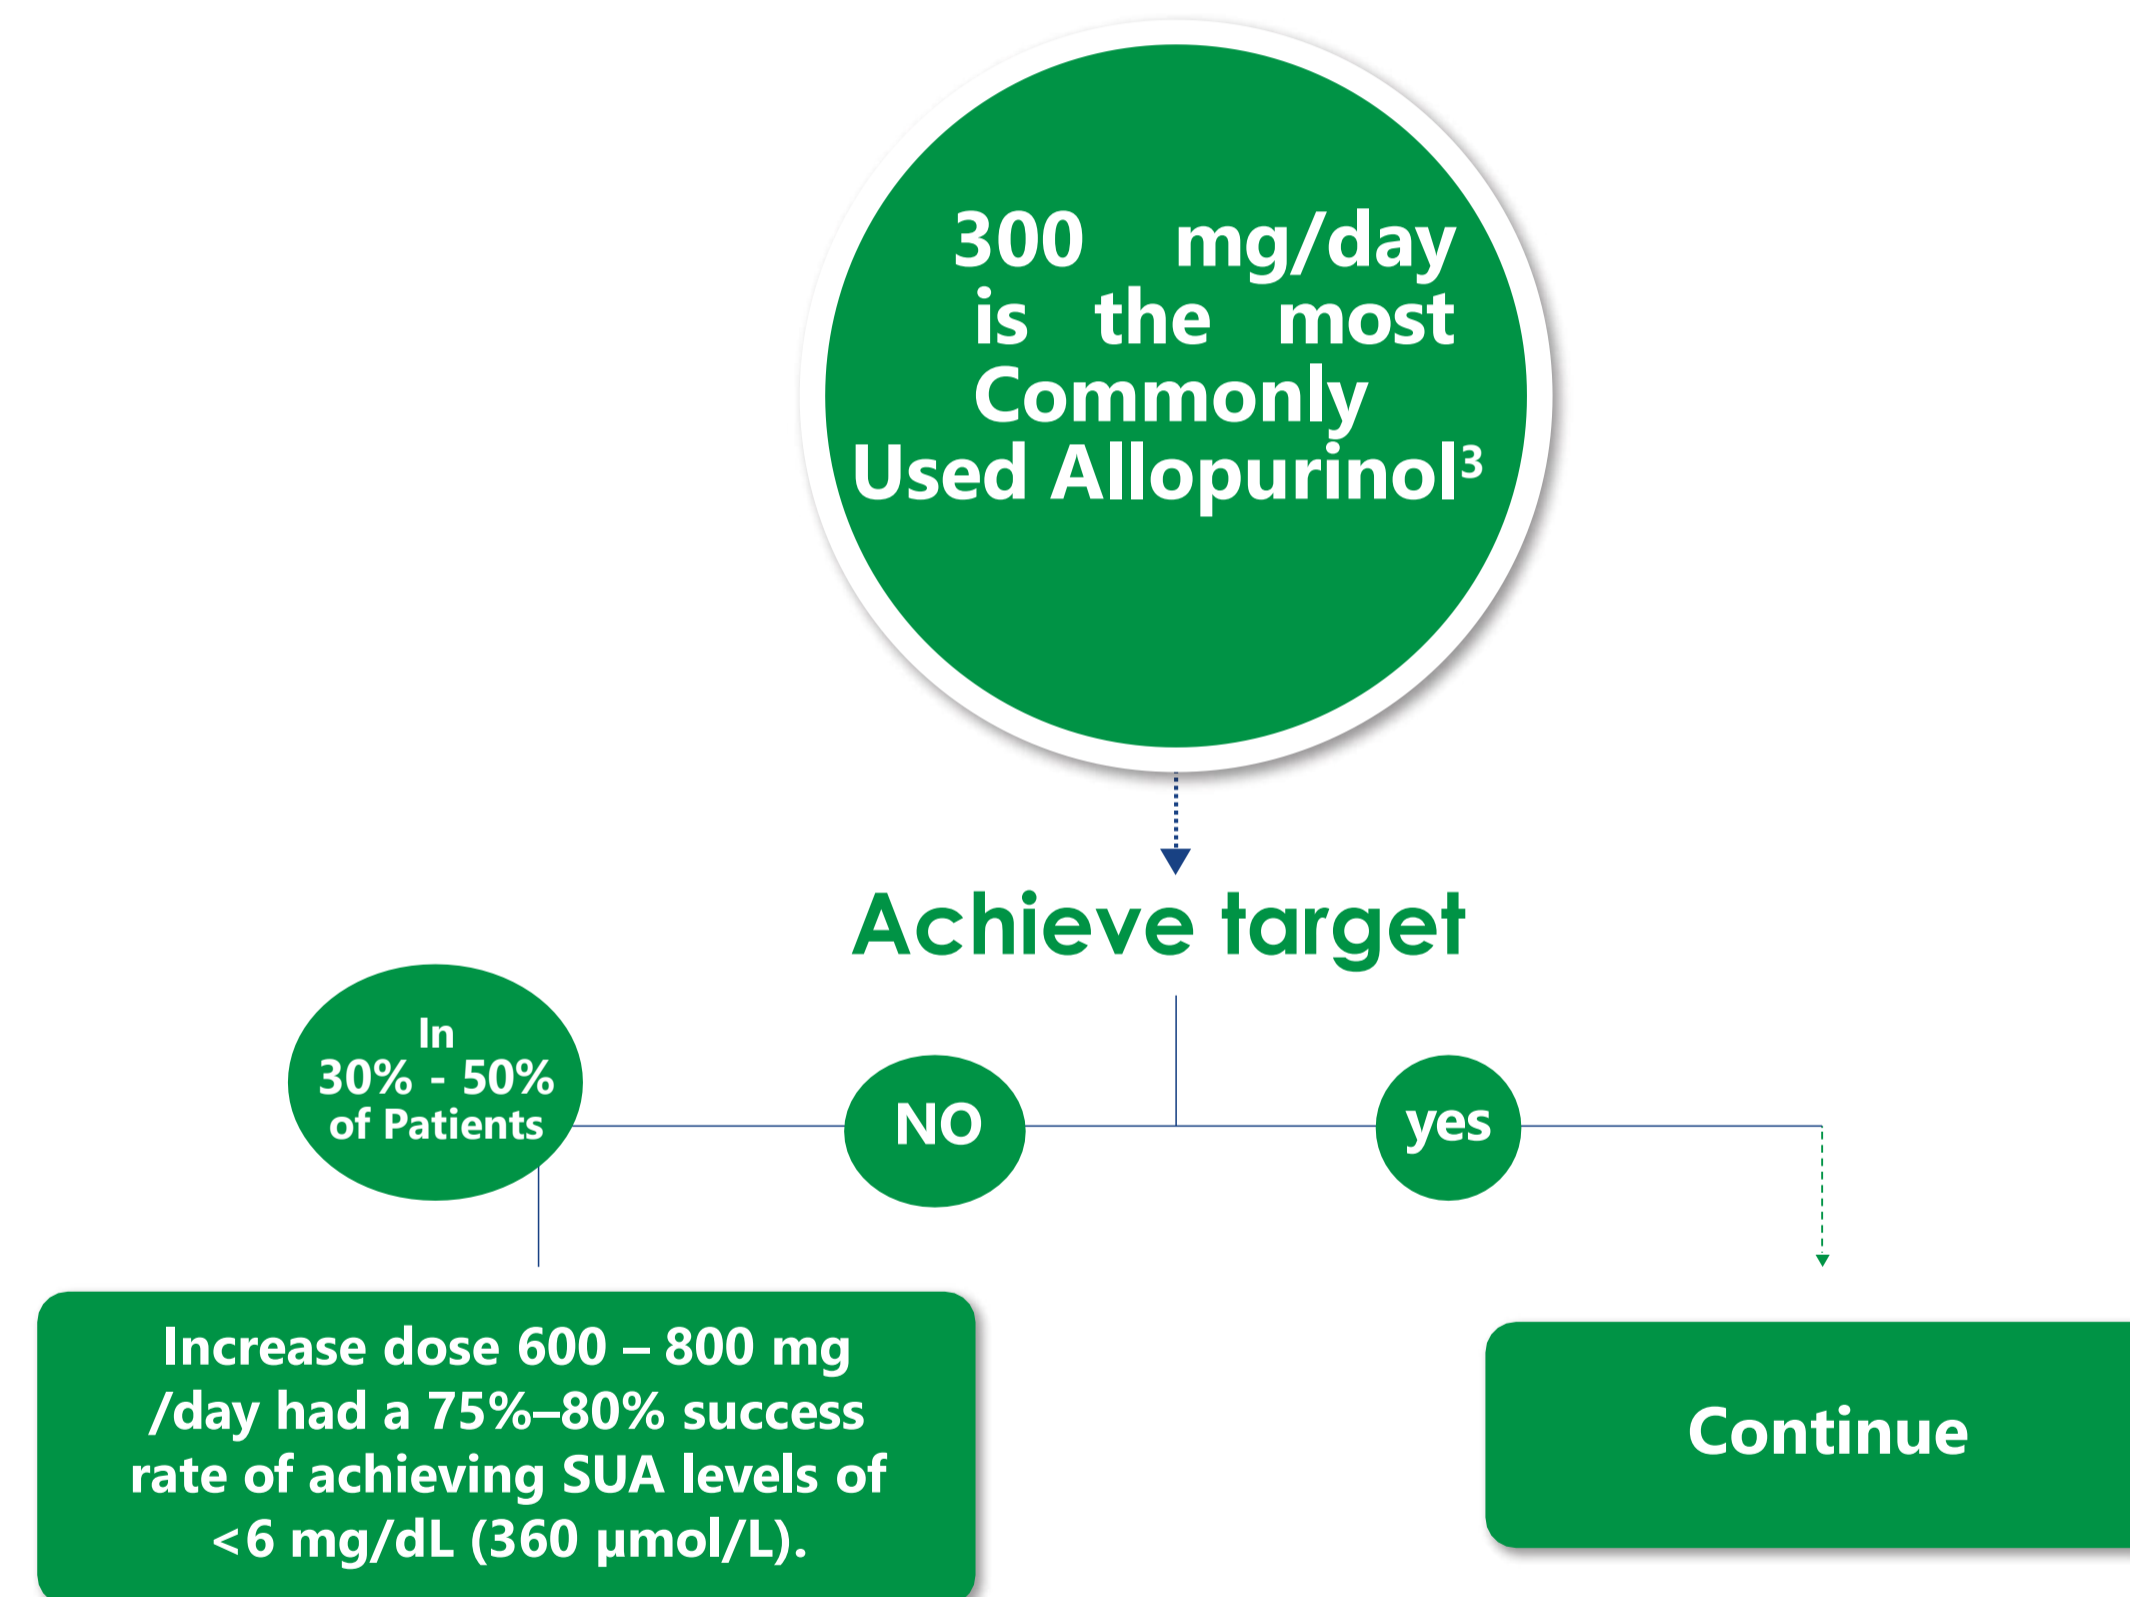 300 mg/day
is the most
Commonly
Used Allopurinol³
Achieve target
In
30% - 50%
of Patients
NO
yes
Increase dose 600 – 800 mg
/day had a 75%–80% success
rate of achieving SUA levels of
<6 mg/dL (360 µmol/L).
Continue